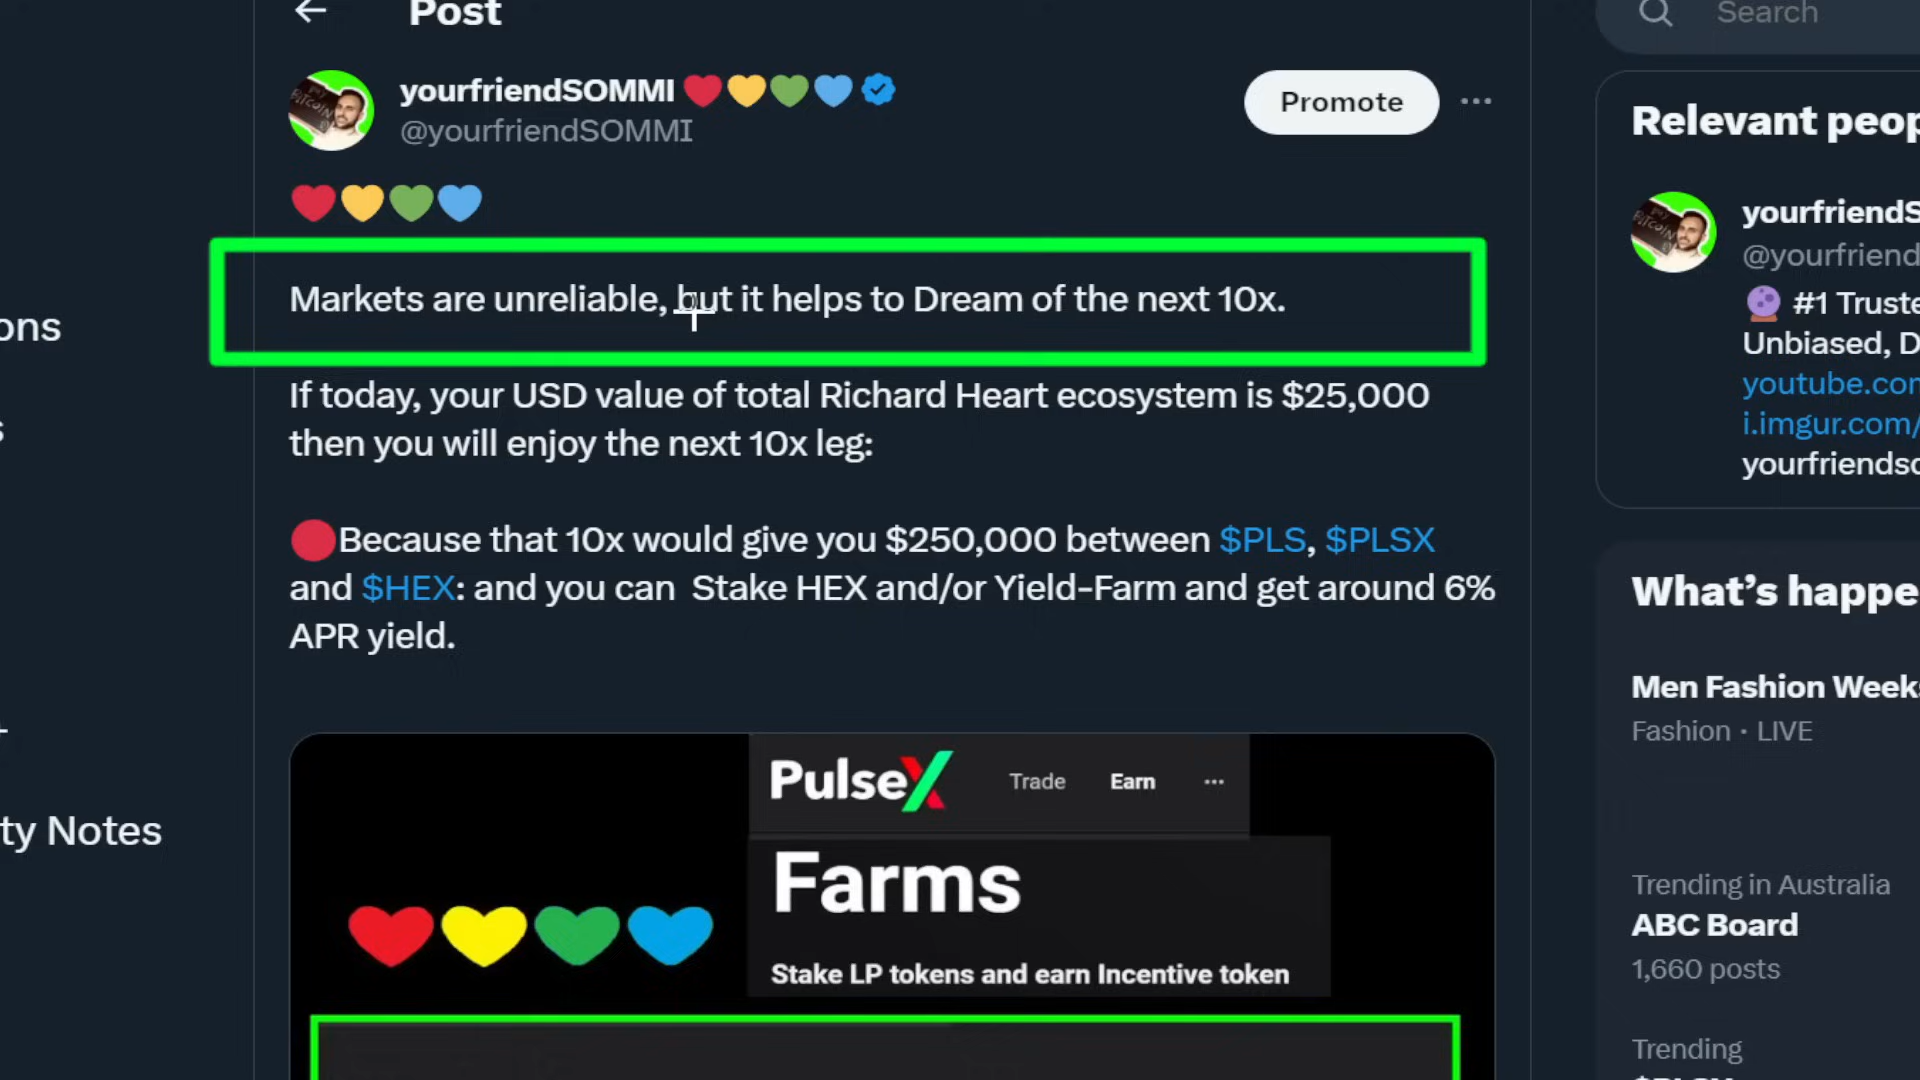 Post
Search
yourfriendSOMMI
@yourfriendSOMMI
Promote
Markets are unreliable, but it helps to Dream of the next 10x.
If today, your USD value of total Richard Heart ecosystem is $25,000
then you will enjoy the next 10x leg:
Because that 10x would give you $250,000 between $PLS, $PLSX
and $HEX: and you can Stake HEX and/or Yield-Farm and get around 6%
APR yield.
PulseX Trade Earn
Farms
Stake LP tokens and earn Incentive token
ons
s
ty Notes
Relevant peop
yourfriendS
@yourfriend
#1 Truste
Unbiased, D
youtube.con
i.imgur.com/
yourfriendso
What's happe
Men Fashion Weeks
Fashion · LIVE
Trending in Australia
ABC Board
1,660 posts
Trending